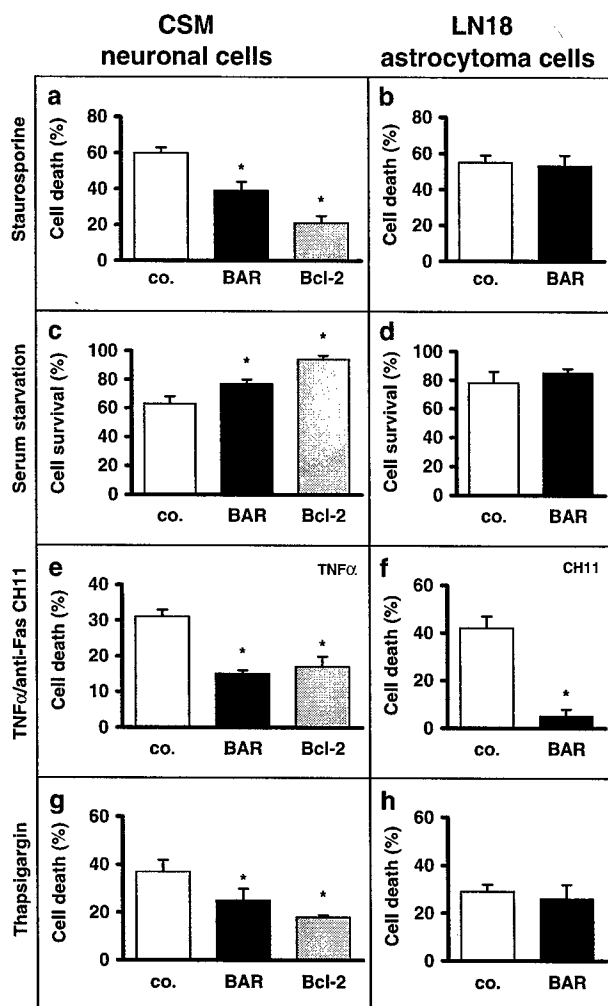 CSM
neuronal cells
LN18
astrocytoma cells
Staurosporine
a
Cell death (%)
80
60
40
20
0
*
*
co. BAR Bcl-2
b
Cell death (%)
80
60
40
20
0
co. BAR
Serum starvation
c
Cell survival (%)
100
80
60
40
20
0
*
*
co. BAR Bcl-2
d
Cell survival (%)
100
80
60
40
20
0
co. BAR
TNFα/anti-Fas CH11
e
TNFα
Cell death (%)
40
30
20
10
0
*
*
co. BAR Bcl-2
f
CH11
Cell death (%)
60
40
20
0
*
co. BAR
Thapsigargin
g
Cell death (%)
60
40
20
0
*
*
co. BAR Bcl-2
h
Cell death (%)
60
40
20
0
co. BAR